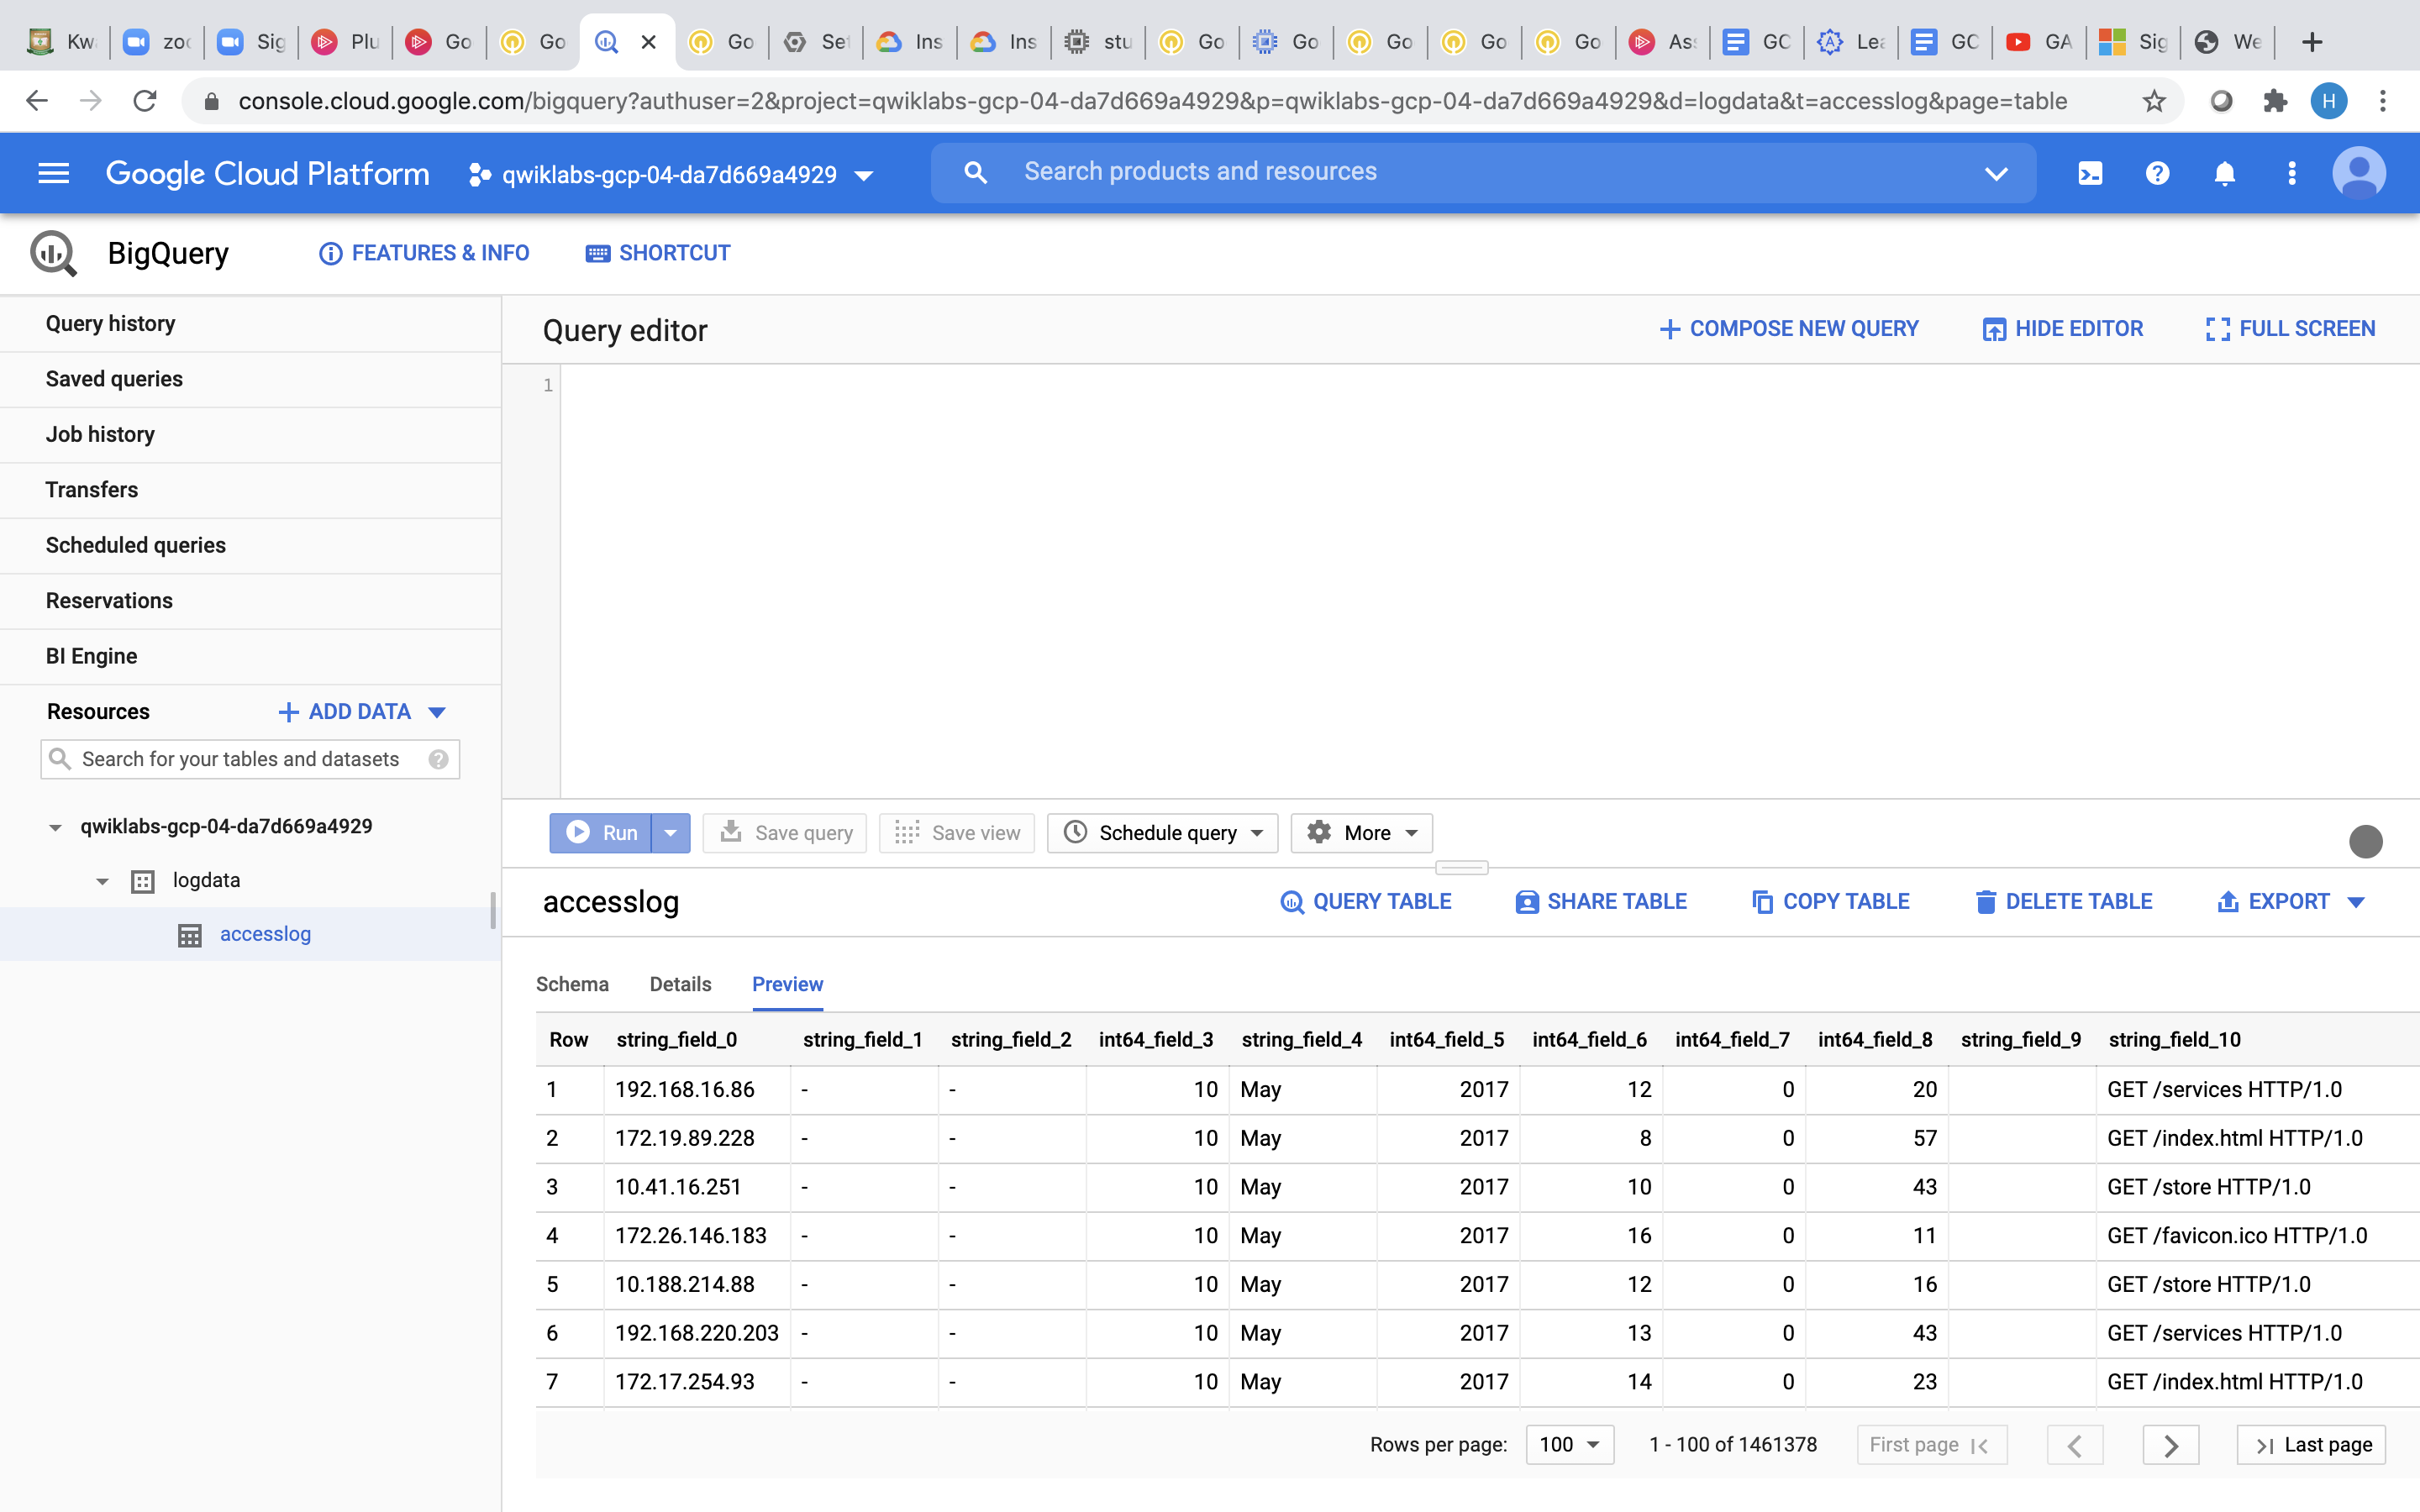 Kw zoo Sig Plu Go Go Go Set Ins Ins stu Go Go Go Go Go Ass GC Lea GC GA Sig We
console.cloud.google.com/bigquery?authuser=2&project=qwiklabs-gcp-04-da7d669a4929&p=qwiklabs-gcp-04-da7d669a4929&d=logdata&t=accesslog&page=table H
Google Cloud Platform qwiklabs-gcp-04-da7d669a4929 Search products and resources
BigQuery FEATURES & INFO SHORTCUT
Query history
Saved queries
Job history
Transfers
Scheduled queries
Reservations
BI Engine
Resources ADD DATA
Search for your tables and datasets ?
qwiklabs-gcp-04-da7d669a4929
logdata
accesslog
Query editor COMPOSE NEW QUERY HIDE EDITOR FULL SCREEN
1
Run Save query Save view Schedule query More
accesslog QUERY TABLE SHARE TABLE COPY TABLE DELETE TABLE EXPORT
Schema Details Preview
Row string_field_0 string_field_1 string_field_2 int64_field_3 string_field_4 int64_field_5 int64_field_6 int64_field_7 int64_field_8 string_field_9 string_field_10
1 192.168.16.86 - - 10 May 2017 12 0 20 GET /services HTTP/1.0
2 172.19.89.228 - - 10 May 2017 8 0 57 GET /index.html HTTP/1.0
3 10.41.16.251 - - 10 May 2017 10 0 43 GET /store HTTP/1.0
4 172.26.146.183 - - 10 May 2017 16 0 11 GET /favicon.ico HTTP/1.0
5 10.188.214.88 - - 10 May 2017 12 0 16 GET /store HTTP/1.0
6 192.168.220.203 - - 10 May 2017 13 0 43 GET /services HTTP/1.0
7 172.17.254.93 - - 10 May 2017 14 0 23 GET /index.html HTTP/1.0
Rows per page: 100 1 - 100 of 1461378 First page Last page